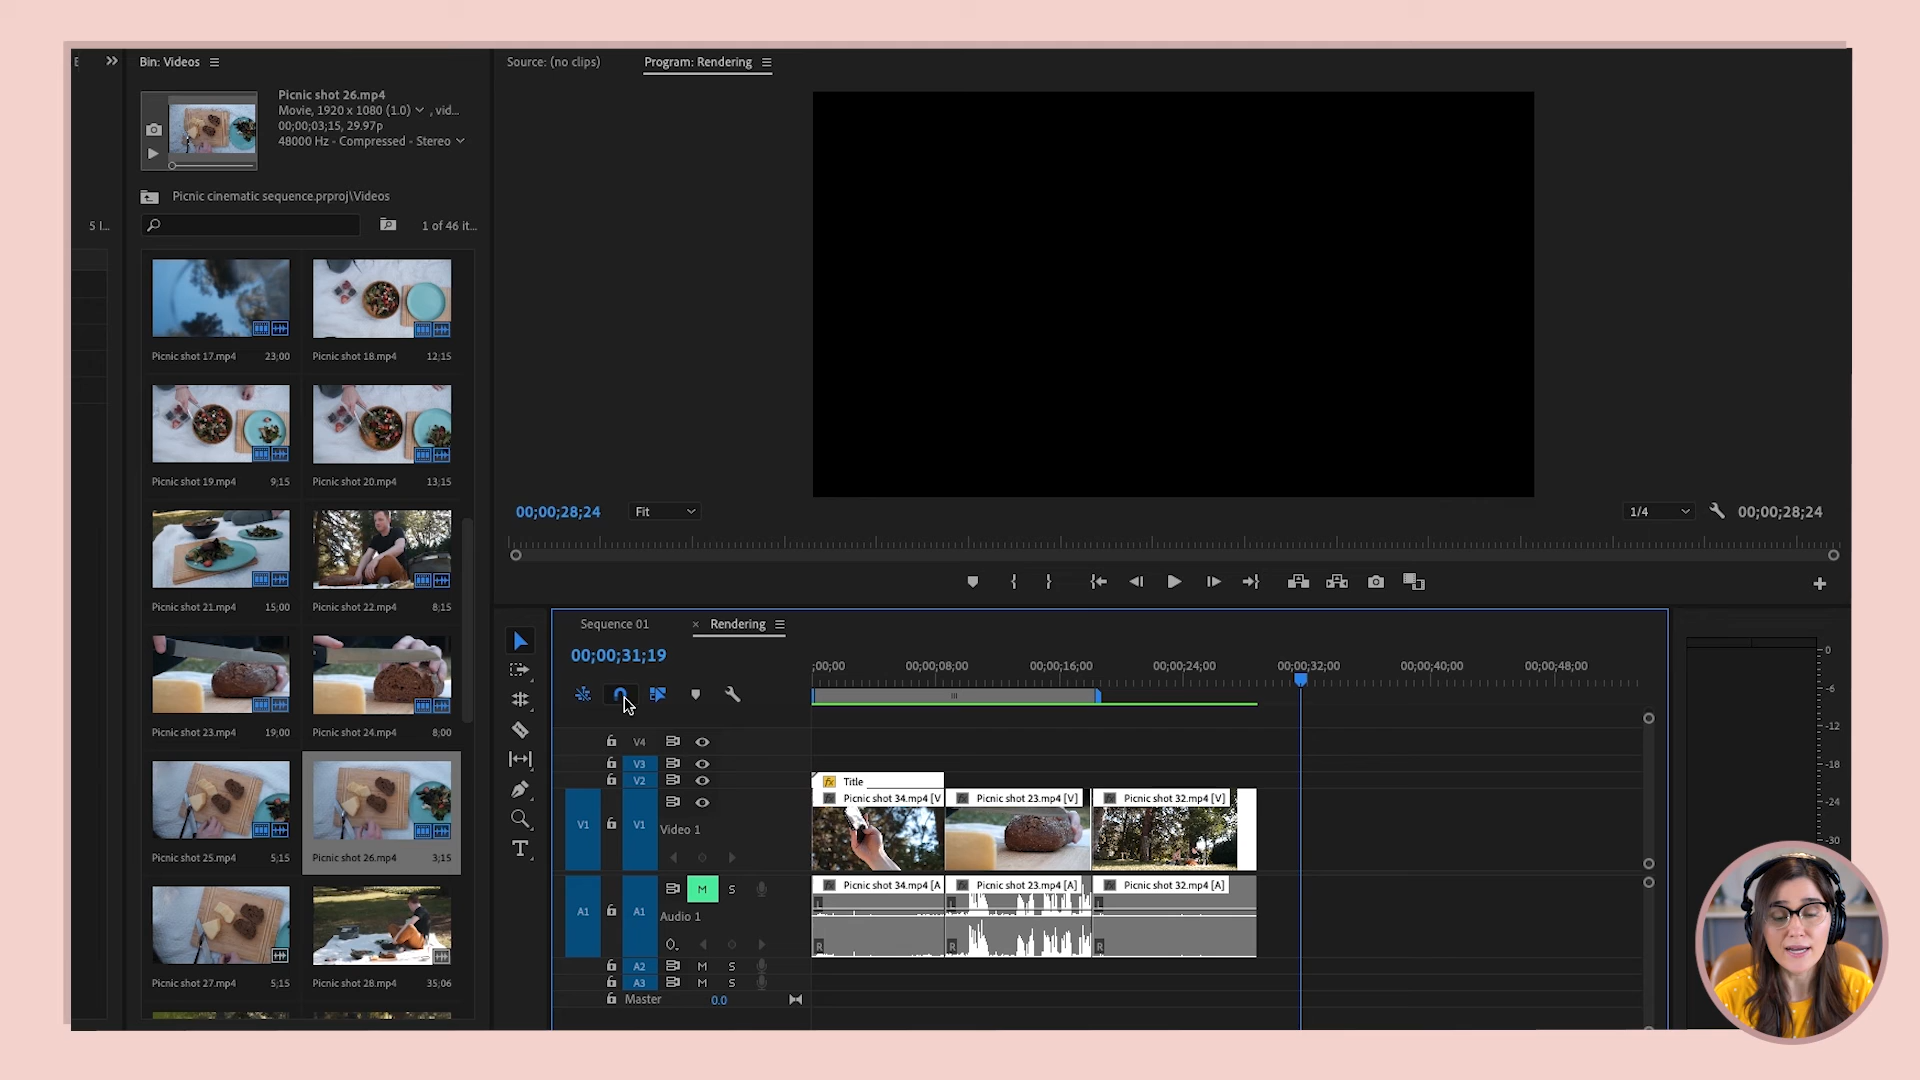 Bin: Videos
Source: (no clips)
Program: Rendering
Picnic shot 26.mp4
Movie, 1920 x 1080 (1.0) , vid...
00;00;03;15, 29.97p
48000 Hz - Compressed - Stereo
Picnic cinematic sequence.prproj\Videos
5 I...
1 of 46 it...
Picnic shot 17.mp4 23;00
Picnic shot 18.mp4 12;15
Picnic shot 19.mp4 9;15
Picnic shot 20.mp4 13;15
Picnic shot 21.mp4 15;00
Picnic shot 22.mp4 8;15
Picnic shot 23.mp4 19;00
Picnic shot 24.mp4 8;00
Picnic shot 25.mp4 5;15
Picnic shot 26.mp4 3;15
Picnic shot 27.mp4 5;15
Picnic shot 28.mp4 35;06
00;00;28;24
Fit
1/4
00;00;28;24
Sequence 01
× Rendering
00;00;31;19
;00;00 00;00;08;00 00;00;16;00 00;00;24;00 00;00;32;00 00;00;40;00 00;00;48;00
V4
V3
V2
fx Title
fx Picnic shot 34.mp4 [V
fx Picnic shot 23.mp4 [V]
fx Picnic shot 32.mp4 [V]
V1 V1
Video 1
M S
fx Picnic shot 34.mp4 [A
fx Picnic shot 23.mp4 [A]
fx Picnic shot 32.mp4 [A]
A1 A1
Audio 1
L L L
R R R
A2 M S
A3 M S
Master 0.0
0
-6
-12
-18
-24
-30